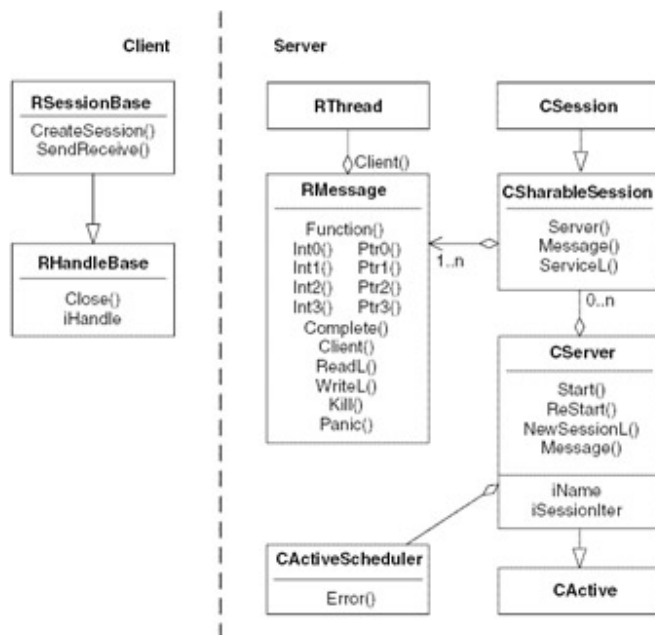 Client
Server
RSessionBase
CreateSession()
SendReceive()
RHandleBase
Close()
iHandle
RThread
Client()
RMessage
Function()
Int0() Ptr0()
Int1() Ptr1()
Int2() Ptr2()
Int3() Ptr3()
Complete()
Client()
ReadL()
WriteL()
Kill()
Panic()
CSession
CSharableSession
Server()
Message()
ServiceL()
1..n
0..n
CServer
Start()
ReStart()
NewSessionL()
Message()
iName
iSessionIter
CActiveScheduler
Error()
CActive